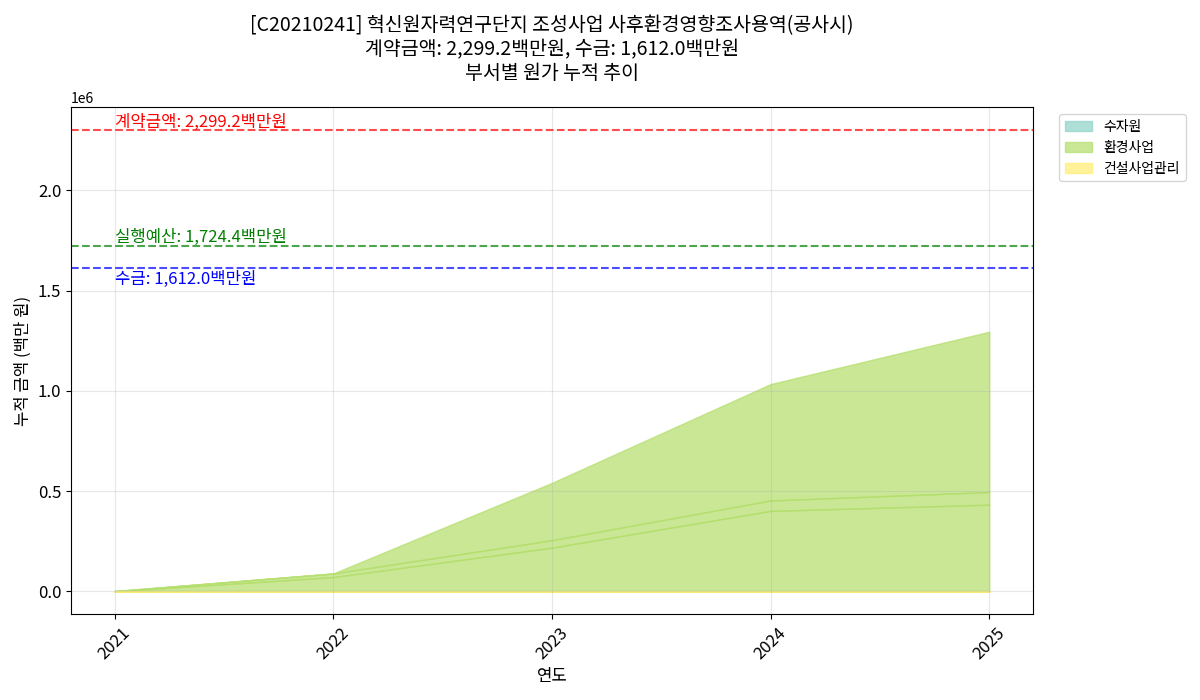 [C20210241] 혁신원자력연구단지 조성사업 사후환경영향조사용역(공사시)
계약금액: 2,299.2백만원, 수금: 1,612.0백만원
부서별 원가 누적 추이
1e6
계약금액: 2,299.2백만원
실행예산: 1,724.4백만원
수금: 1,612.0백만원
수자원
환경사업
건설사업관리
누적 금액 (백만 원)
2.0
1.5
1.0
0.5
0.0
2021
2022
2023
2024
2025
연도